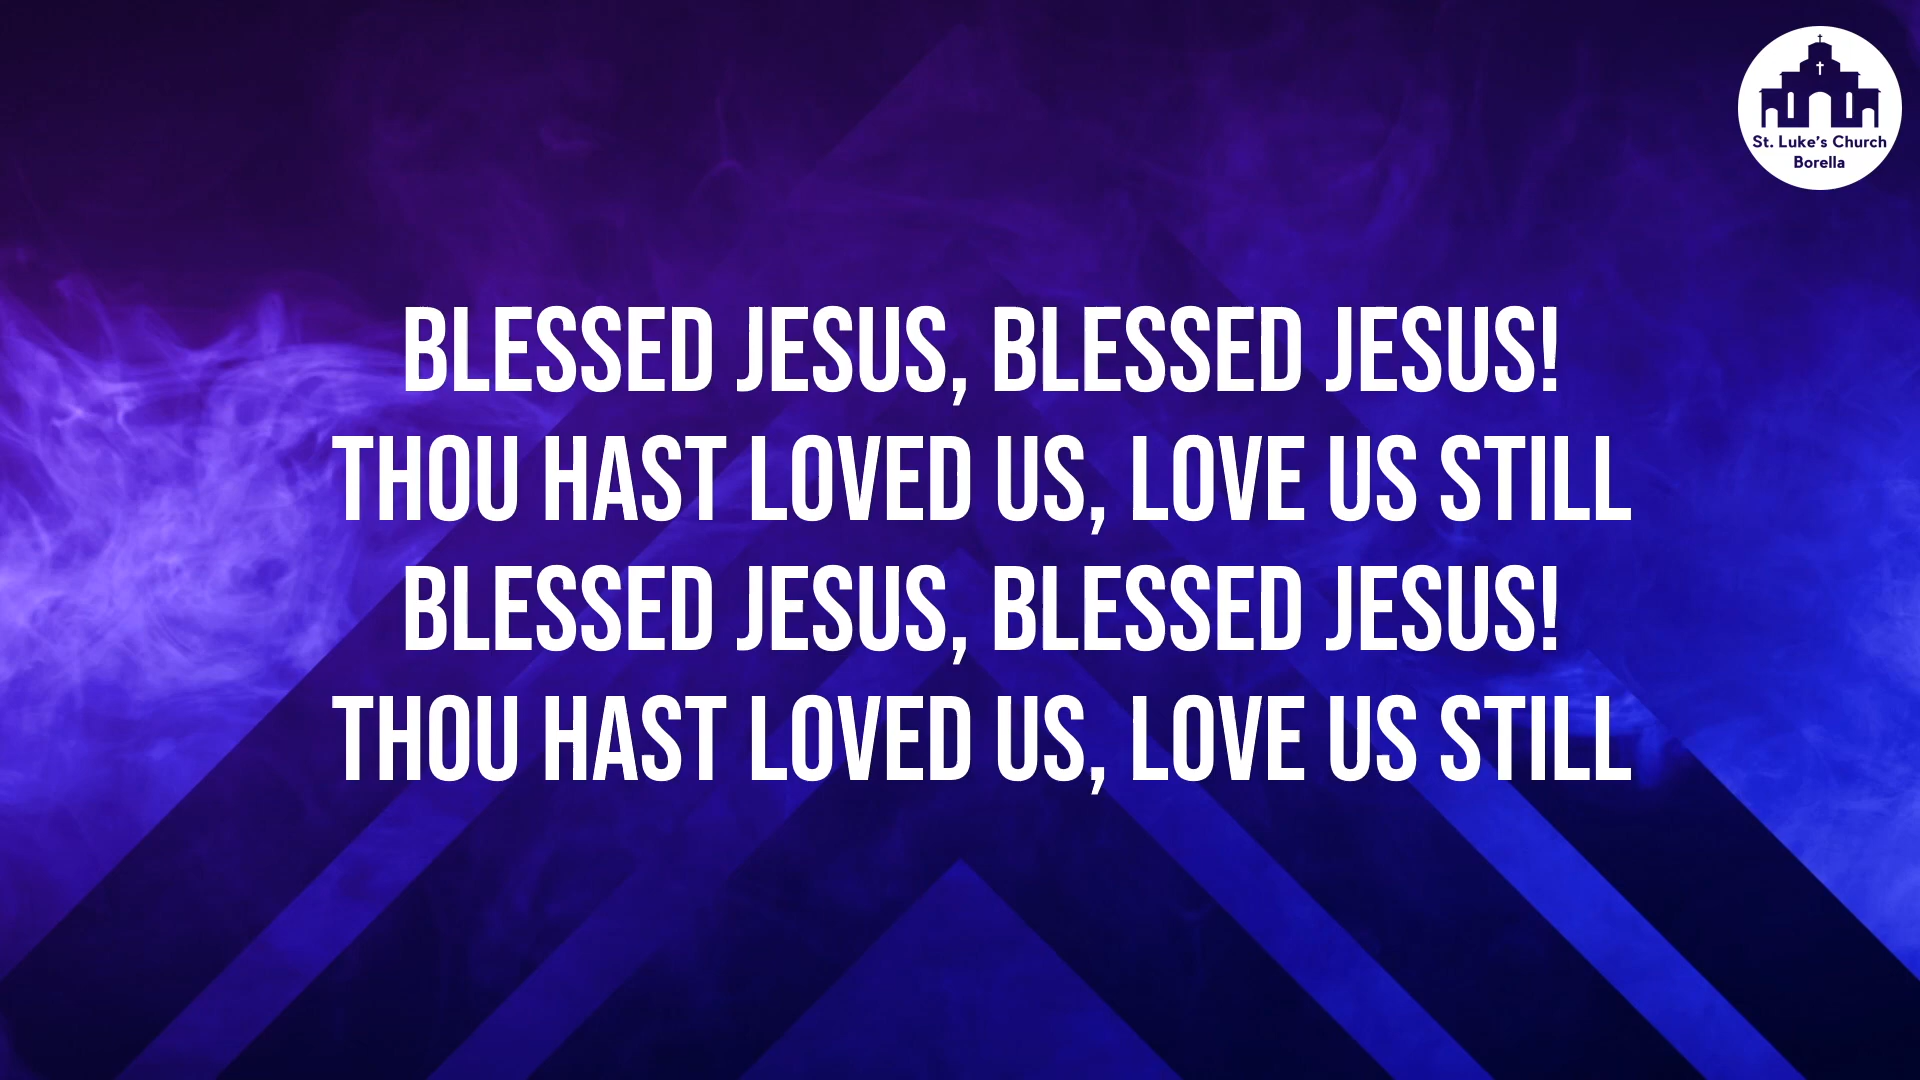 St. Luke's Church
Borella
BLESSED JESUS, BLESSED JESUS!
THOU HAST LOVED US, LOVE US STILL
BLESSED JESUS, BLESSED JESUS!
THOU HAST LOVED US, LOVE US STILL